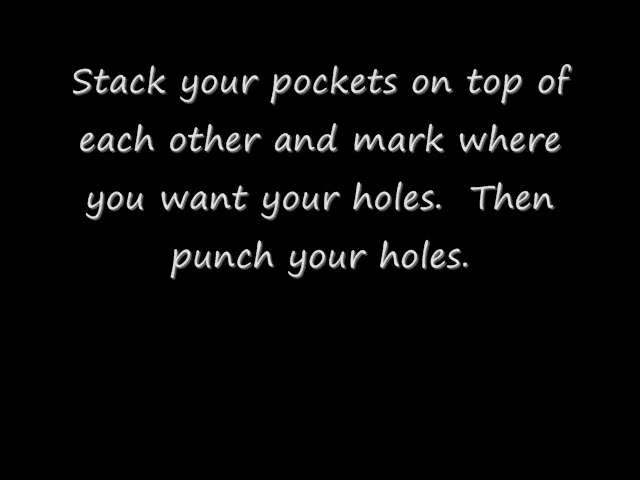 Stack your pockets on top of
each other and mark where
you want your holes.  Then
punch your holes.